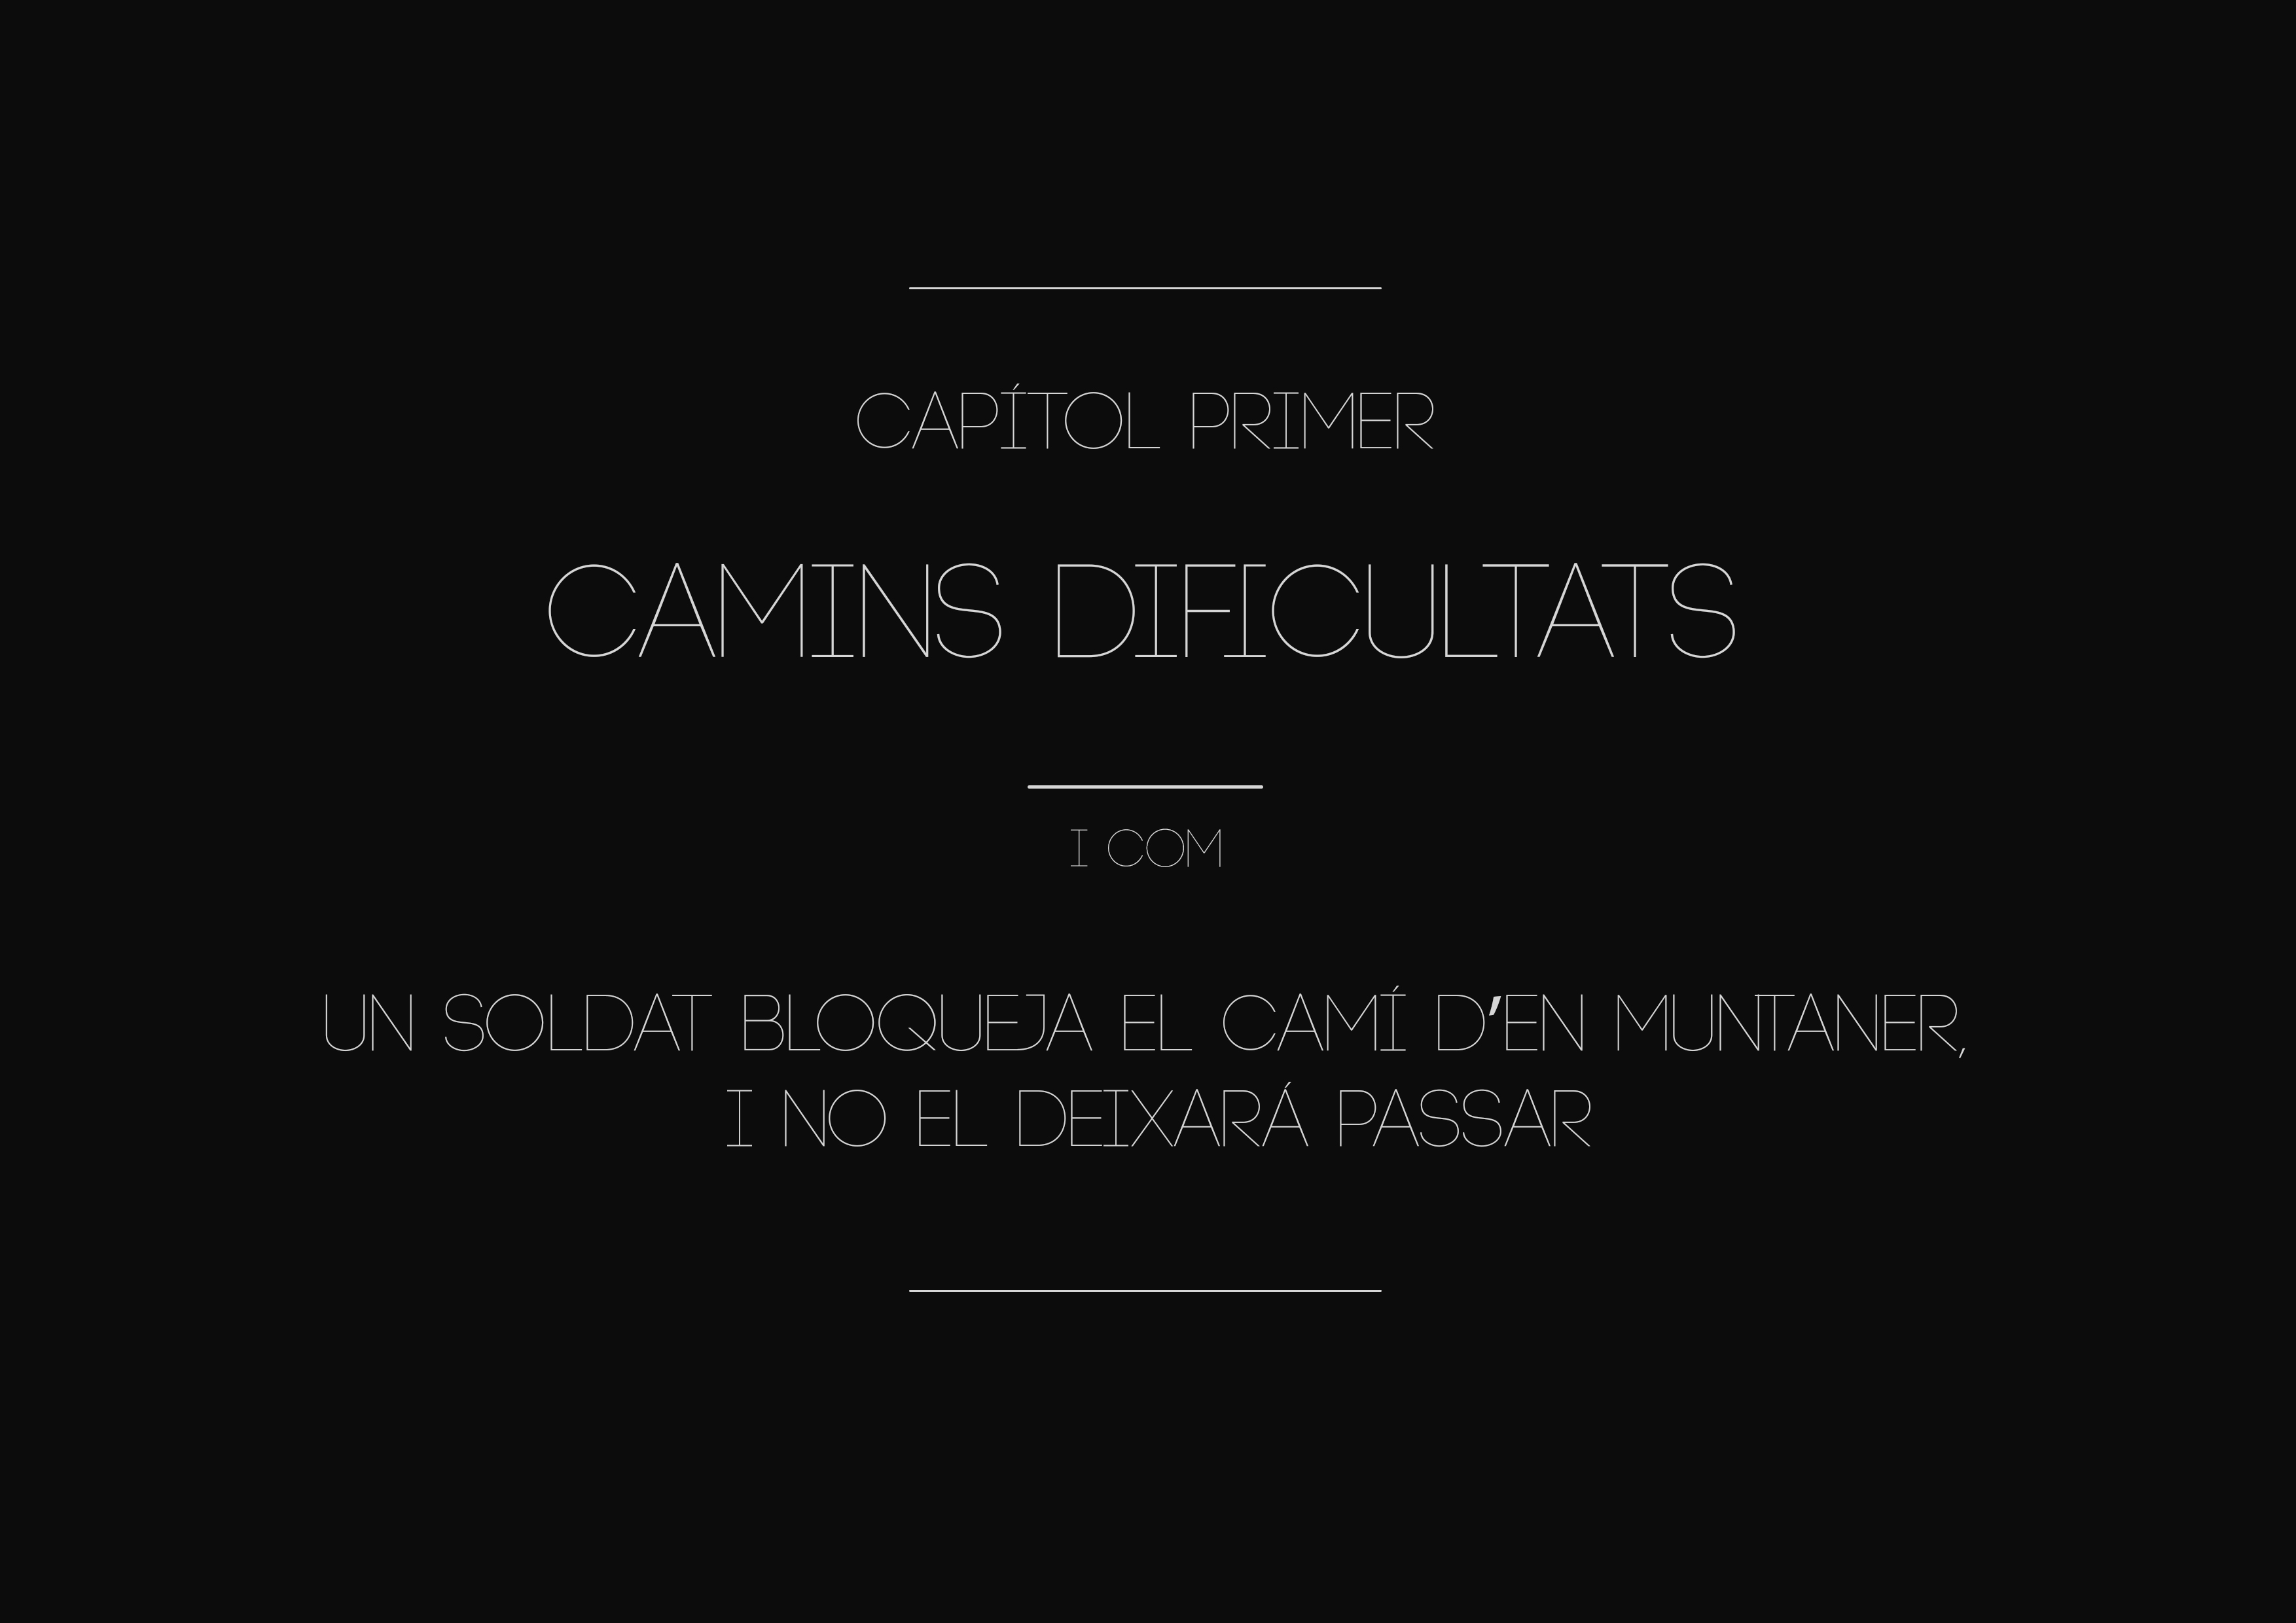 CAPÍTOL PRIMER
CAMINS DIFICULTATS
I COM
UN SOLDAT BLOQUEJA EL CAMÍ D'EN MUNTANER,
I NO EL DEIXARÁ PASSAR